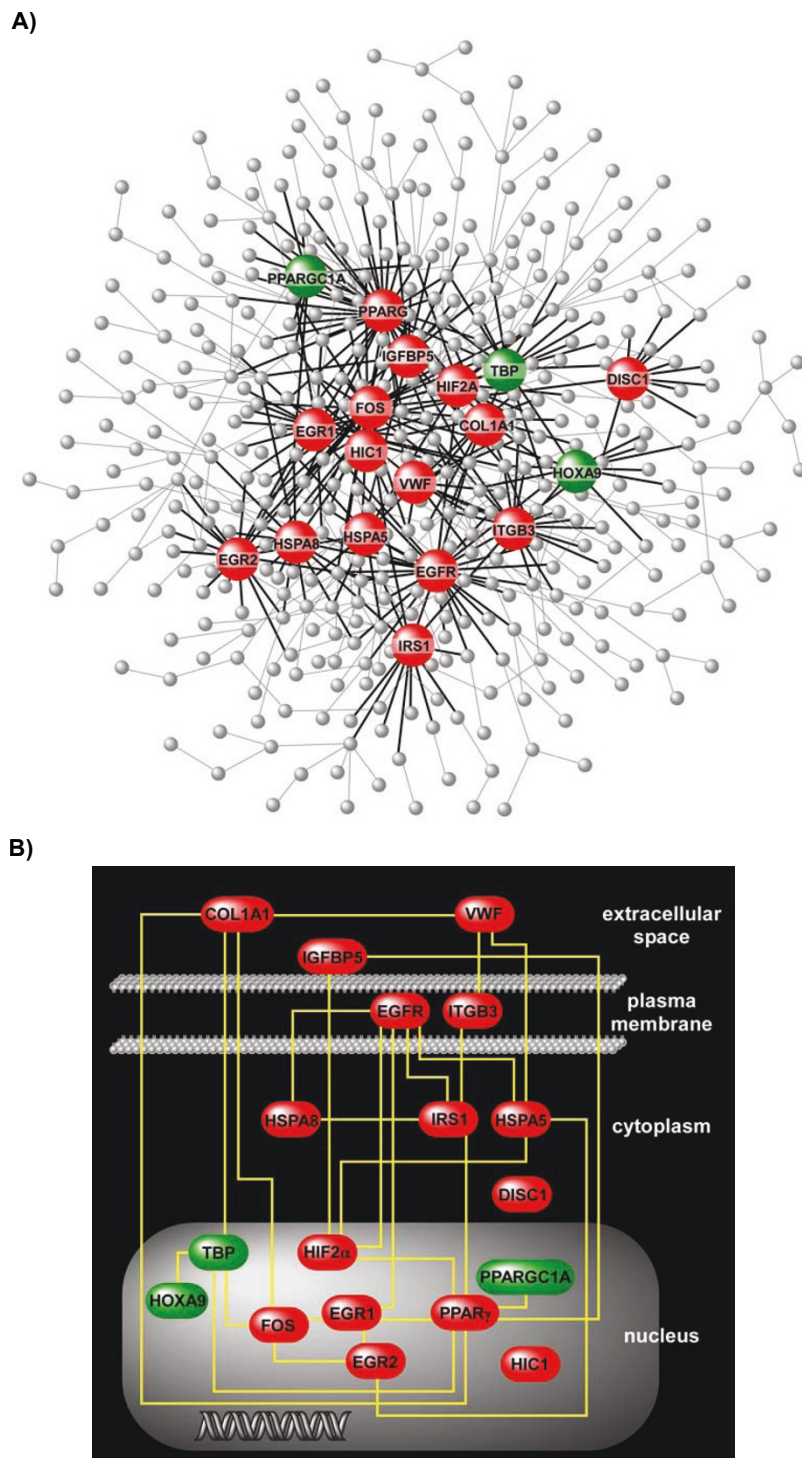 A)
PPARGC1A
PPARG
IGFBP5
TBP
HIF2A
DISC1
FOS
COL1A1
EGR1
HIC1
HOXA9
VWF
ITGB3
HSPA5
HSPA8
EGR2
EGFR
IRS1
B)
COL1A1
VWF
extracellular
space
IGFBP5
EGFR
ITGB3
plasma
membrane
HSPA8
IRS1
HSPA5
cytoplasm
DISC1
TBP
HIF2α
PPARGC1A
HOXA9
FOS
EGR1
PPARγ
nucleus
EGR2
HIC1